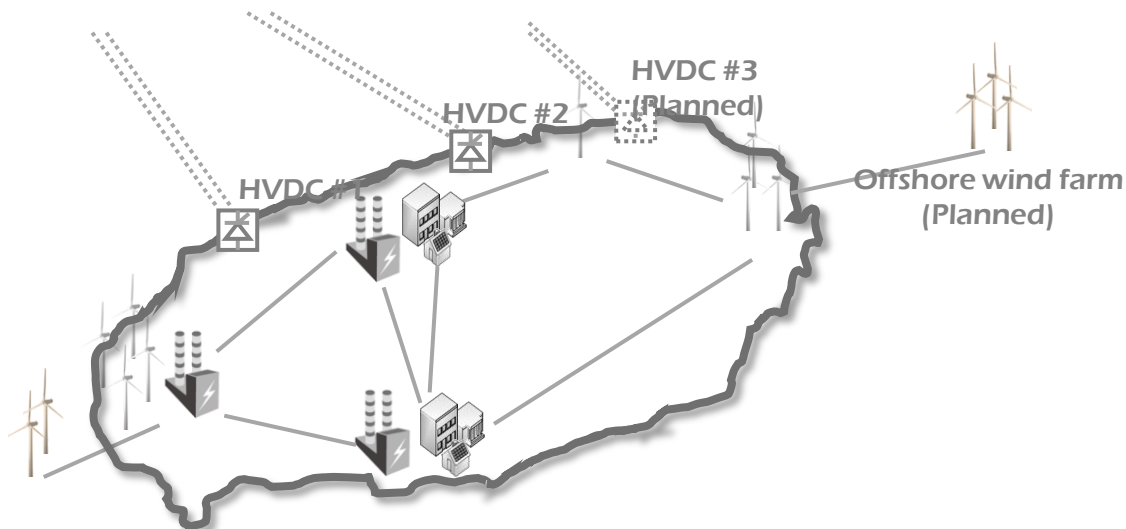 HVDC #3
(Planned)
HVDC #2
HVDC #1
Offshore wind farm
(Planned)